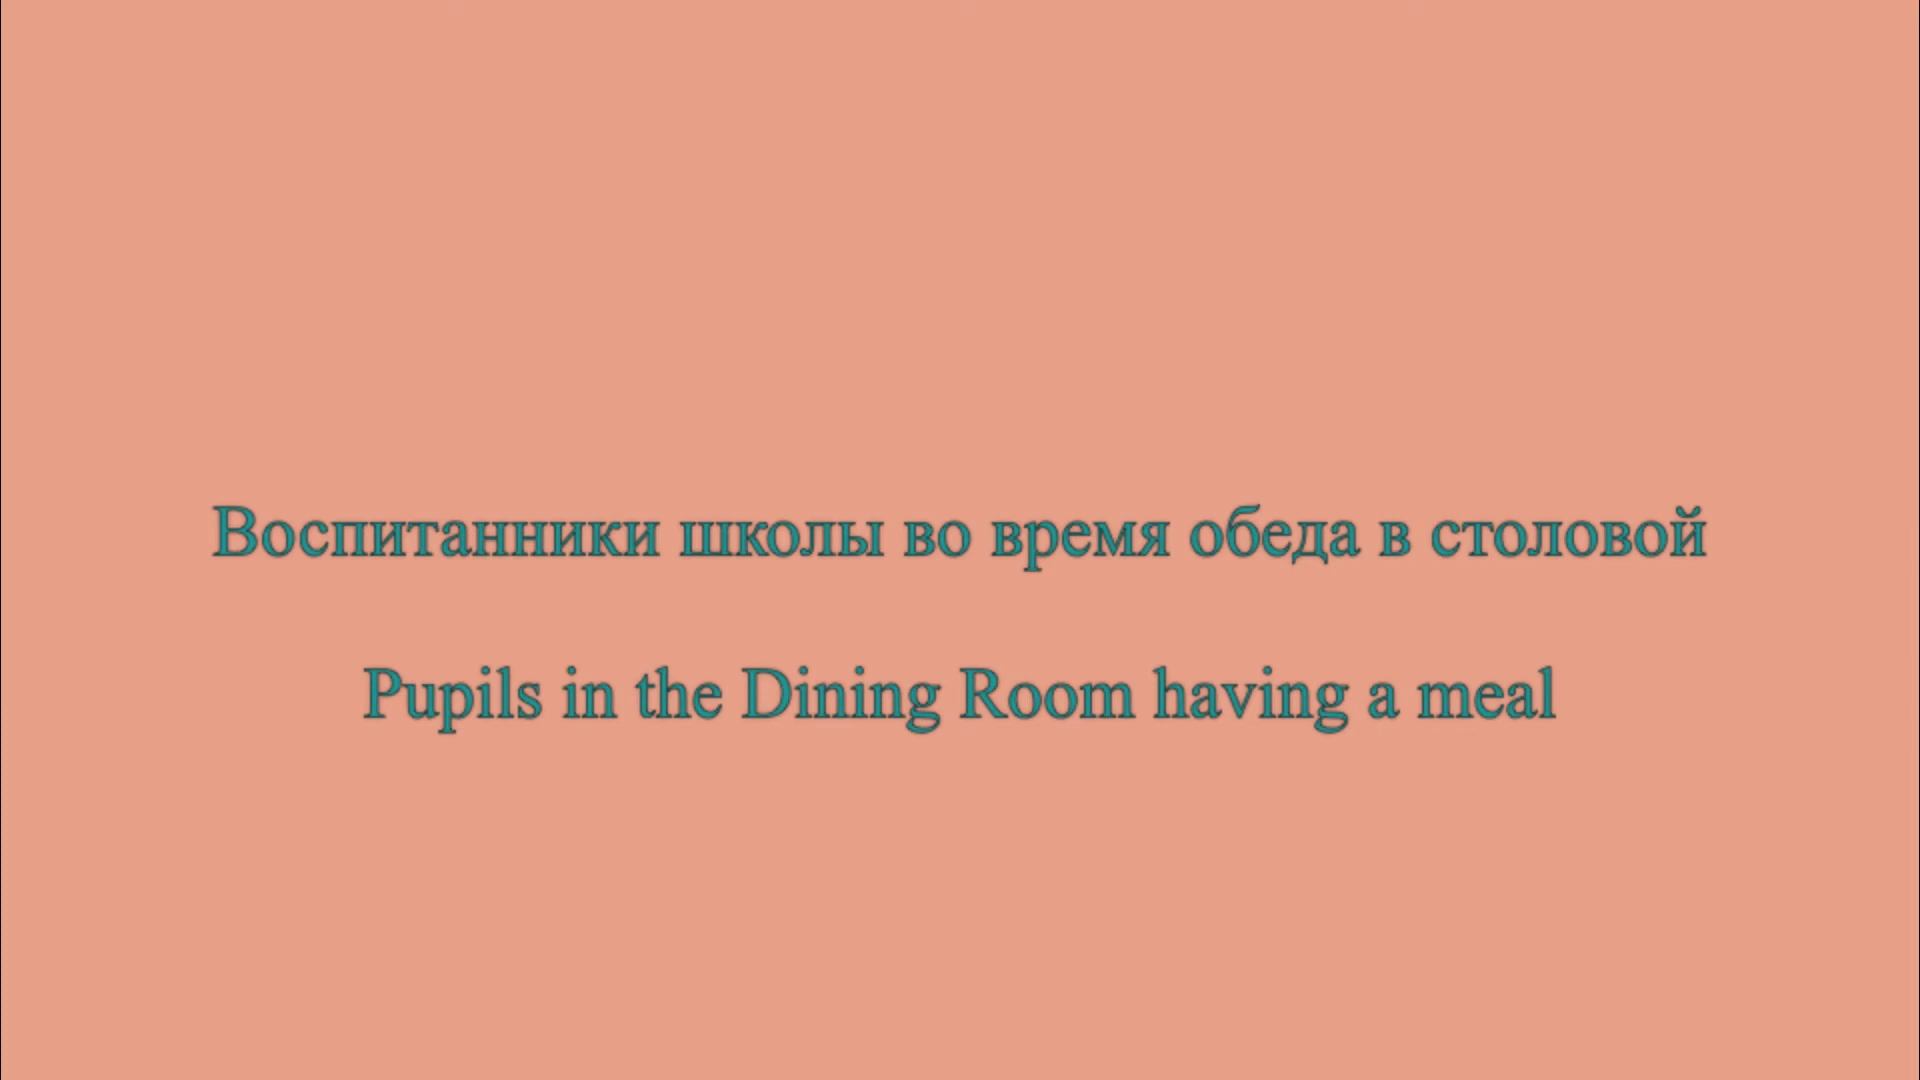 Воспитанники школы во время обеда в столовой
Pupils in the Dining Room having a meal